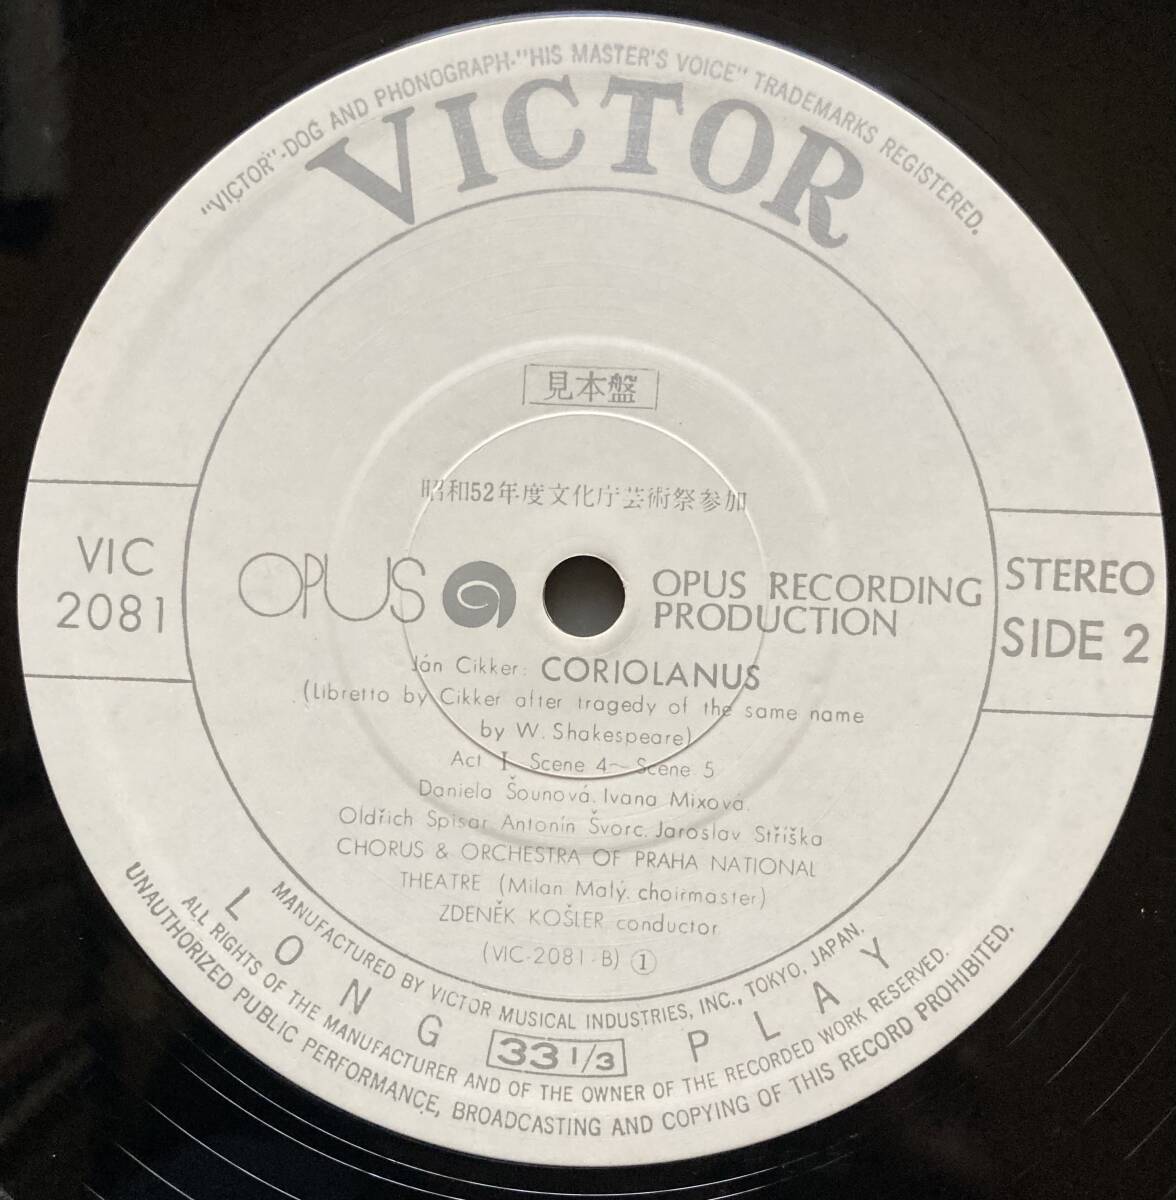 "VICTOR"-DOG AND PHONOGRAPH-"HIS MASTER'S VOICE" TRADEMARKS REGISTERED.
VICTOR
見本盤
昭和52年度文化庁芸術祭参加
VIC
2081
OPUS
OPUS RECORDING
PRODUCTION
STEREO
SIDE 2
Ján Cikker: CORIOLANUS
(Libretto by Cikker after tragedy of the same name
by W. Shakespeare)
Act I Scene 4~Scene 5
Daniela Šounová. Ivana Mixová.
Oldřich Spisar Antonín Švorc. Jaroslav Stříška
CHORUS & ORCHESTRA OF PRAHA NATIONAL
THEATRE (Milan Malý. choirmaster)
ZDENĚK KOŠLER conductor
(VIC-2081-B) ①
LONG 33 1/3 PLAY
MANUFACTURED BY VICTOR MUSICAL INDUSTRIES, INC., TOKYO, JAPAN.
ALL RIGHTS OF THE MANUFACTURER AND OF THE OWNER OF THE RECORDED WORK RESERVED.
UNAUTHORIZED PUBLIC PERFORMANCE, BROADCASTING AND COPYING OF THIS RECORD PROHIBITED.